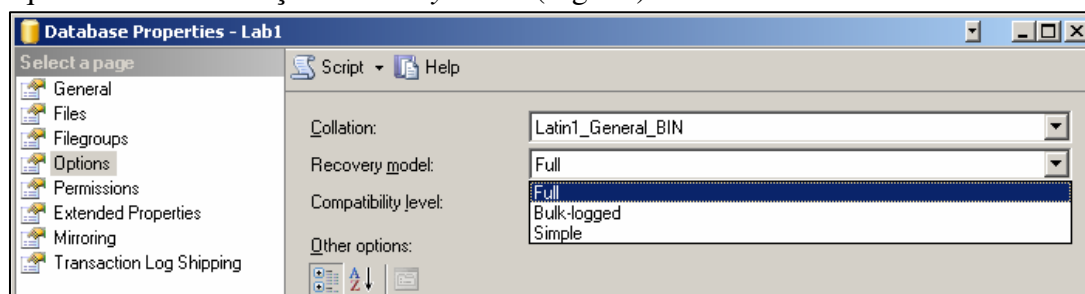 Database Properties - Lab1
Select a page
General
Files
Filegroups
Options
Permissions
Extended Properties
Mirroring
Transaction Log Shipping
Script Help
Collation: Latin1_General_BIN
Recovery model: Full
Full
Compatibility level:
Bulk-logged
Simple
Other options: